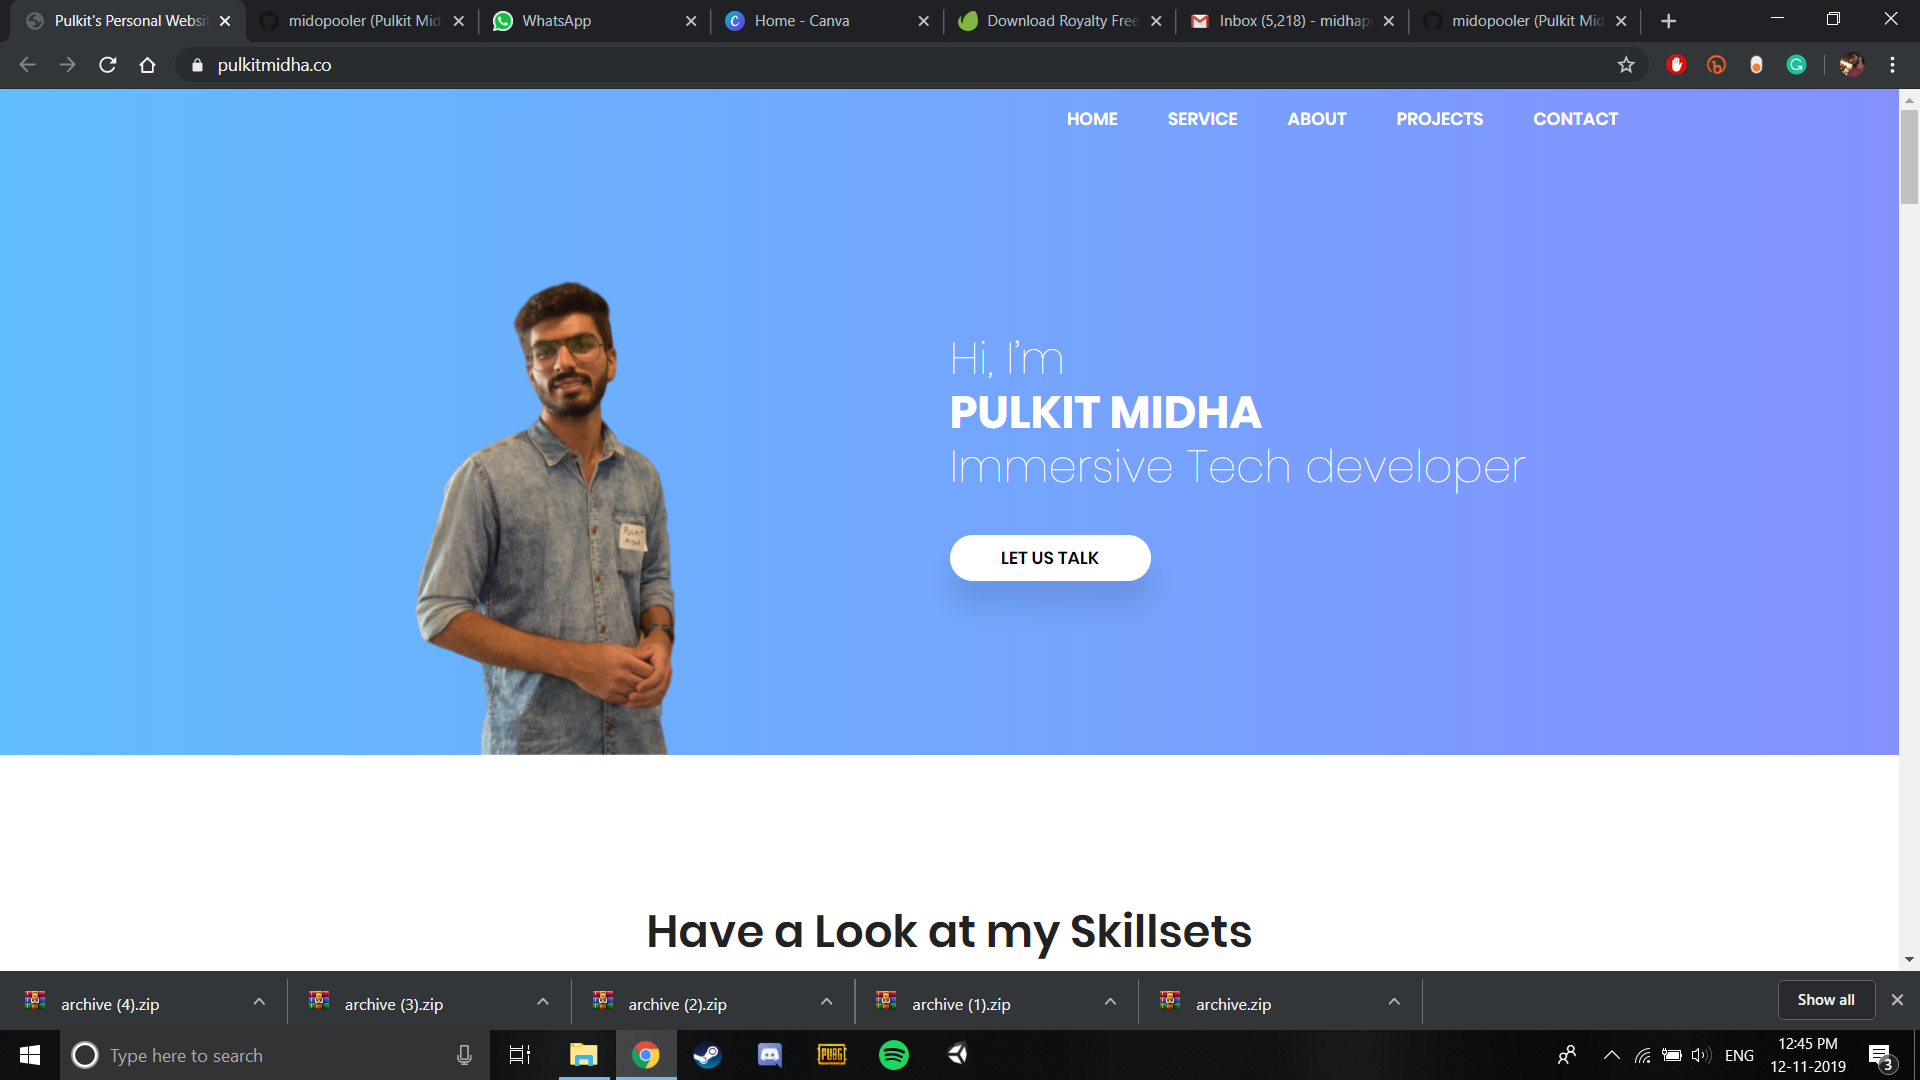 Pulkit's Personal Websi
midopooler (Pulkit Mid
WhatsApp
Home - Canva
Download Royalty Free
Inbox (5,218) - midhap
midopooler (Pulkit Mid
pulkitmidha.co
HOME
SERVICE
ABOUT
PROJECTS
CONTACT
Hi, I'm
PULKIT MIDHA
Immersive Tech developer
LET US TALK
PULKIT
MIDHA
Have a Look at my Skillsets
archive (4).zip
archive (3).zip
archive (2).zip
archive (1).zip
archive.zip
Show all
Type here to search
PUBG
ENG
12:45 PM
12-11-2019
3